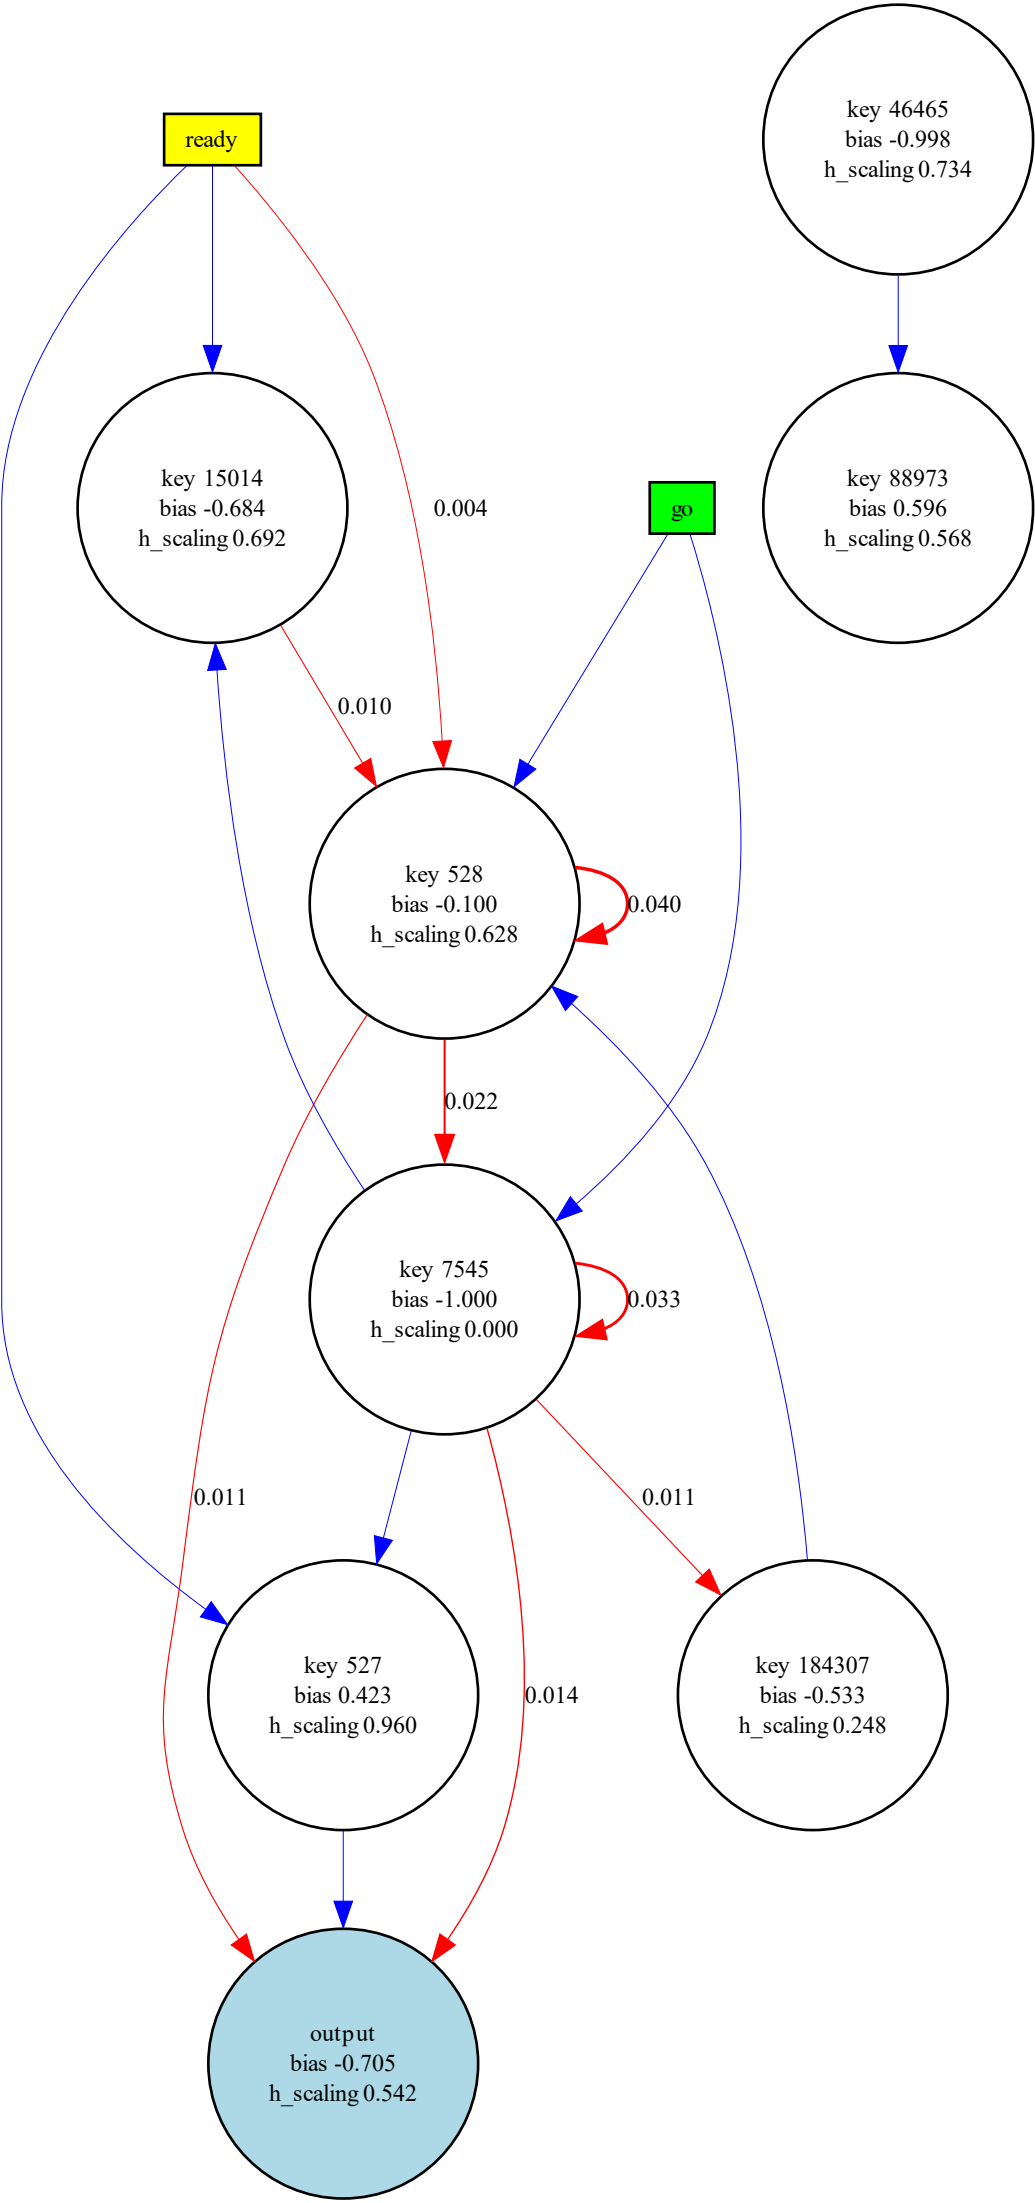 key 46465
bias -0.998
h_scaling 0.734
ready
key 15014
bias -0.684
h_scaling 0.692
0.004
go
key 88973
bias 0.596
h_scaling 0.568
0.010
key 528
bias -0.100
h_scaling 0.628
0.040
0.022
key 7545
bias -1.000
h_scaling 0.000
0.033
0.011
0.011
key 527
bias 0.423
h_scaling 0.960
0.014
key 184307
bias -0.533
h_scaling 0.248
output
bias -0.705
h_scaling 0.542